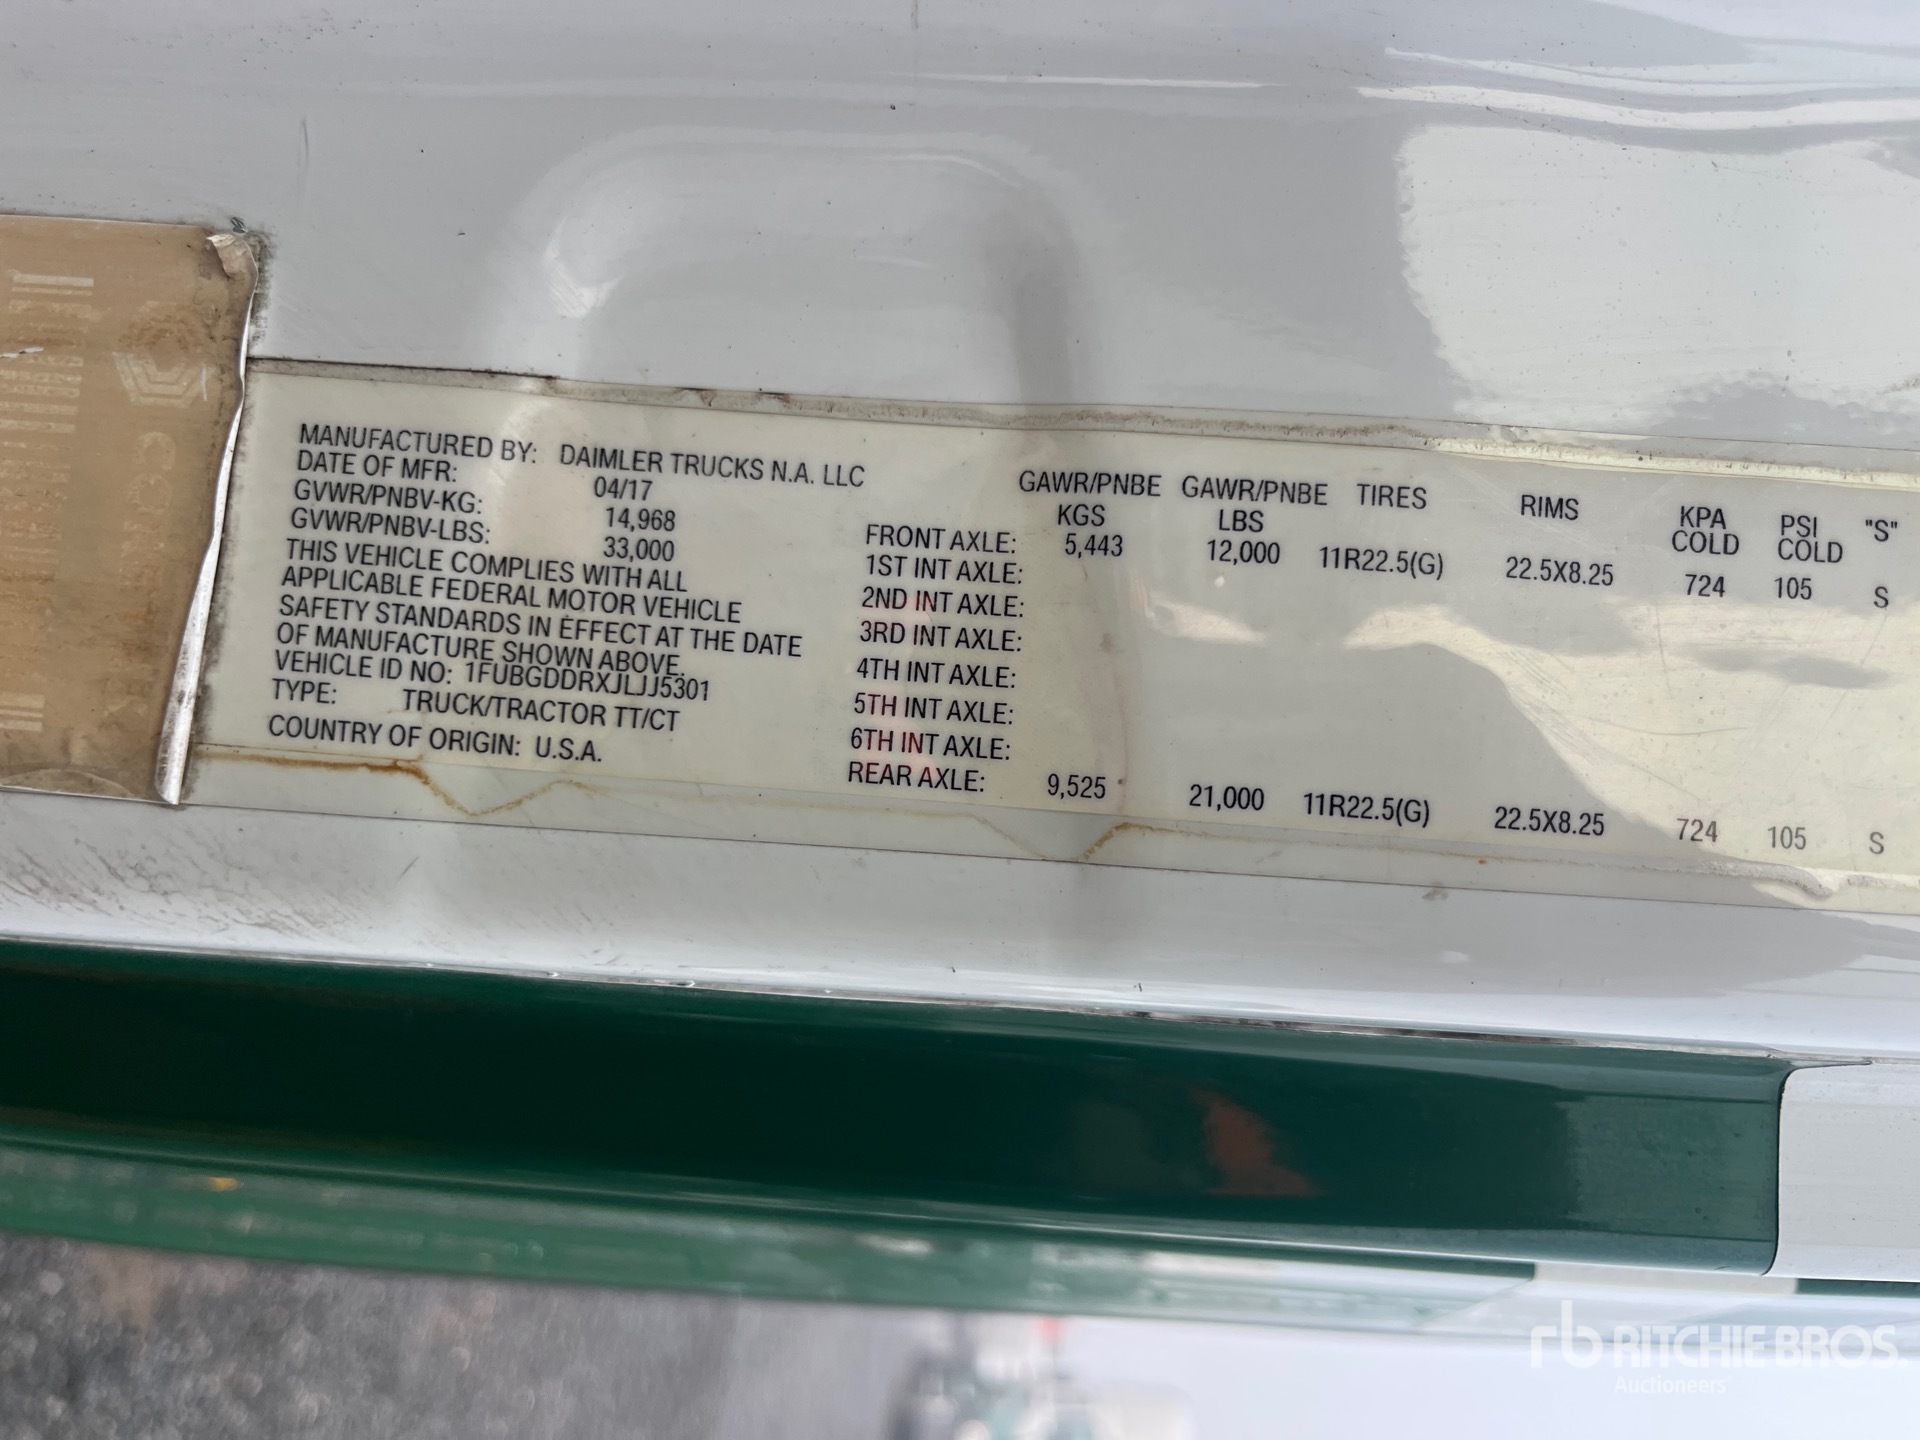 MANUFACTURED BY: DAIMLER TRUCKS N.A. LLC
DATE OF MFR: 04/17
GVWR/PNBV-KG: 14,968
GVWR/PNBV-LBS: 33,000
THIS VEHICLE COMPLIES WITH ALL
APPLICABLE FEDERAL MOTOR VEHICLE
SAFETY STANDARDS IN EFFECT AT THE DATE
OF MANUFACTURE SHOWN ABOVE.
VEHICLE ID NO: 1FUBGDDRXJLJJ5301
TYPE: TRUCK/TRACTOR TT/CT
COUNTRY OF ORIGIN: U.S.A.
GAWR/PNBE GAWR/PNBE TIRES RIMS KPA PSI "S"
KGS LBS COLD COLD
FRONT AXLE: 5,443 12,000 11R22.5(G) 22.5X8.25 724 105 S
1ST INT AXLE:
2ND INT AXLE:
3RD INT AXLE:
4TH INT AXLE:
5TH INT AXLE:
6TH INT AXLE:
REAR AXLE: 9,525 21,000 11R22.5(G) 22.5X8.25 724 105 S
rb RITCHIE BROS.
Auctioneers